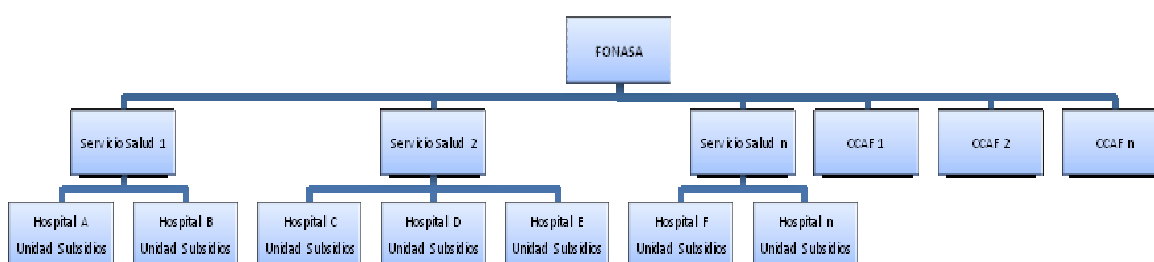 FONASA
Servicio Salud 1
Servicio Salud 2
Servicio Salud n
CCAF 1
CCAF 2
CCAF n
Hospital A
Unidad Subsidios
Hospital B
Unidad Subsidios
Hospital C
Unidad Subsidios
Hospital D
Unidad Subsidios
Hospital E
Unidad Subsidios
Hospital F
Unidad Subsidios
Hospital n
Unidad Subsidios